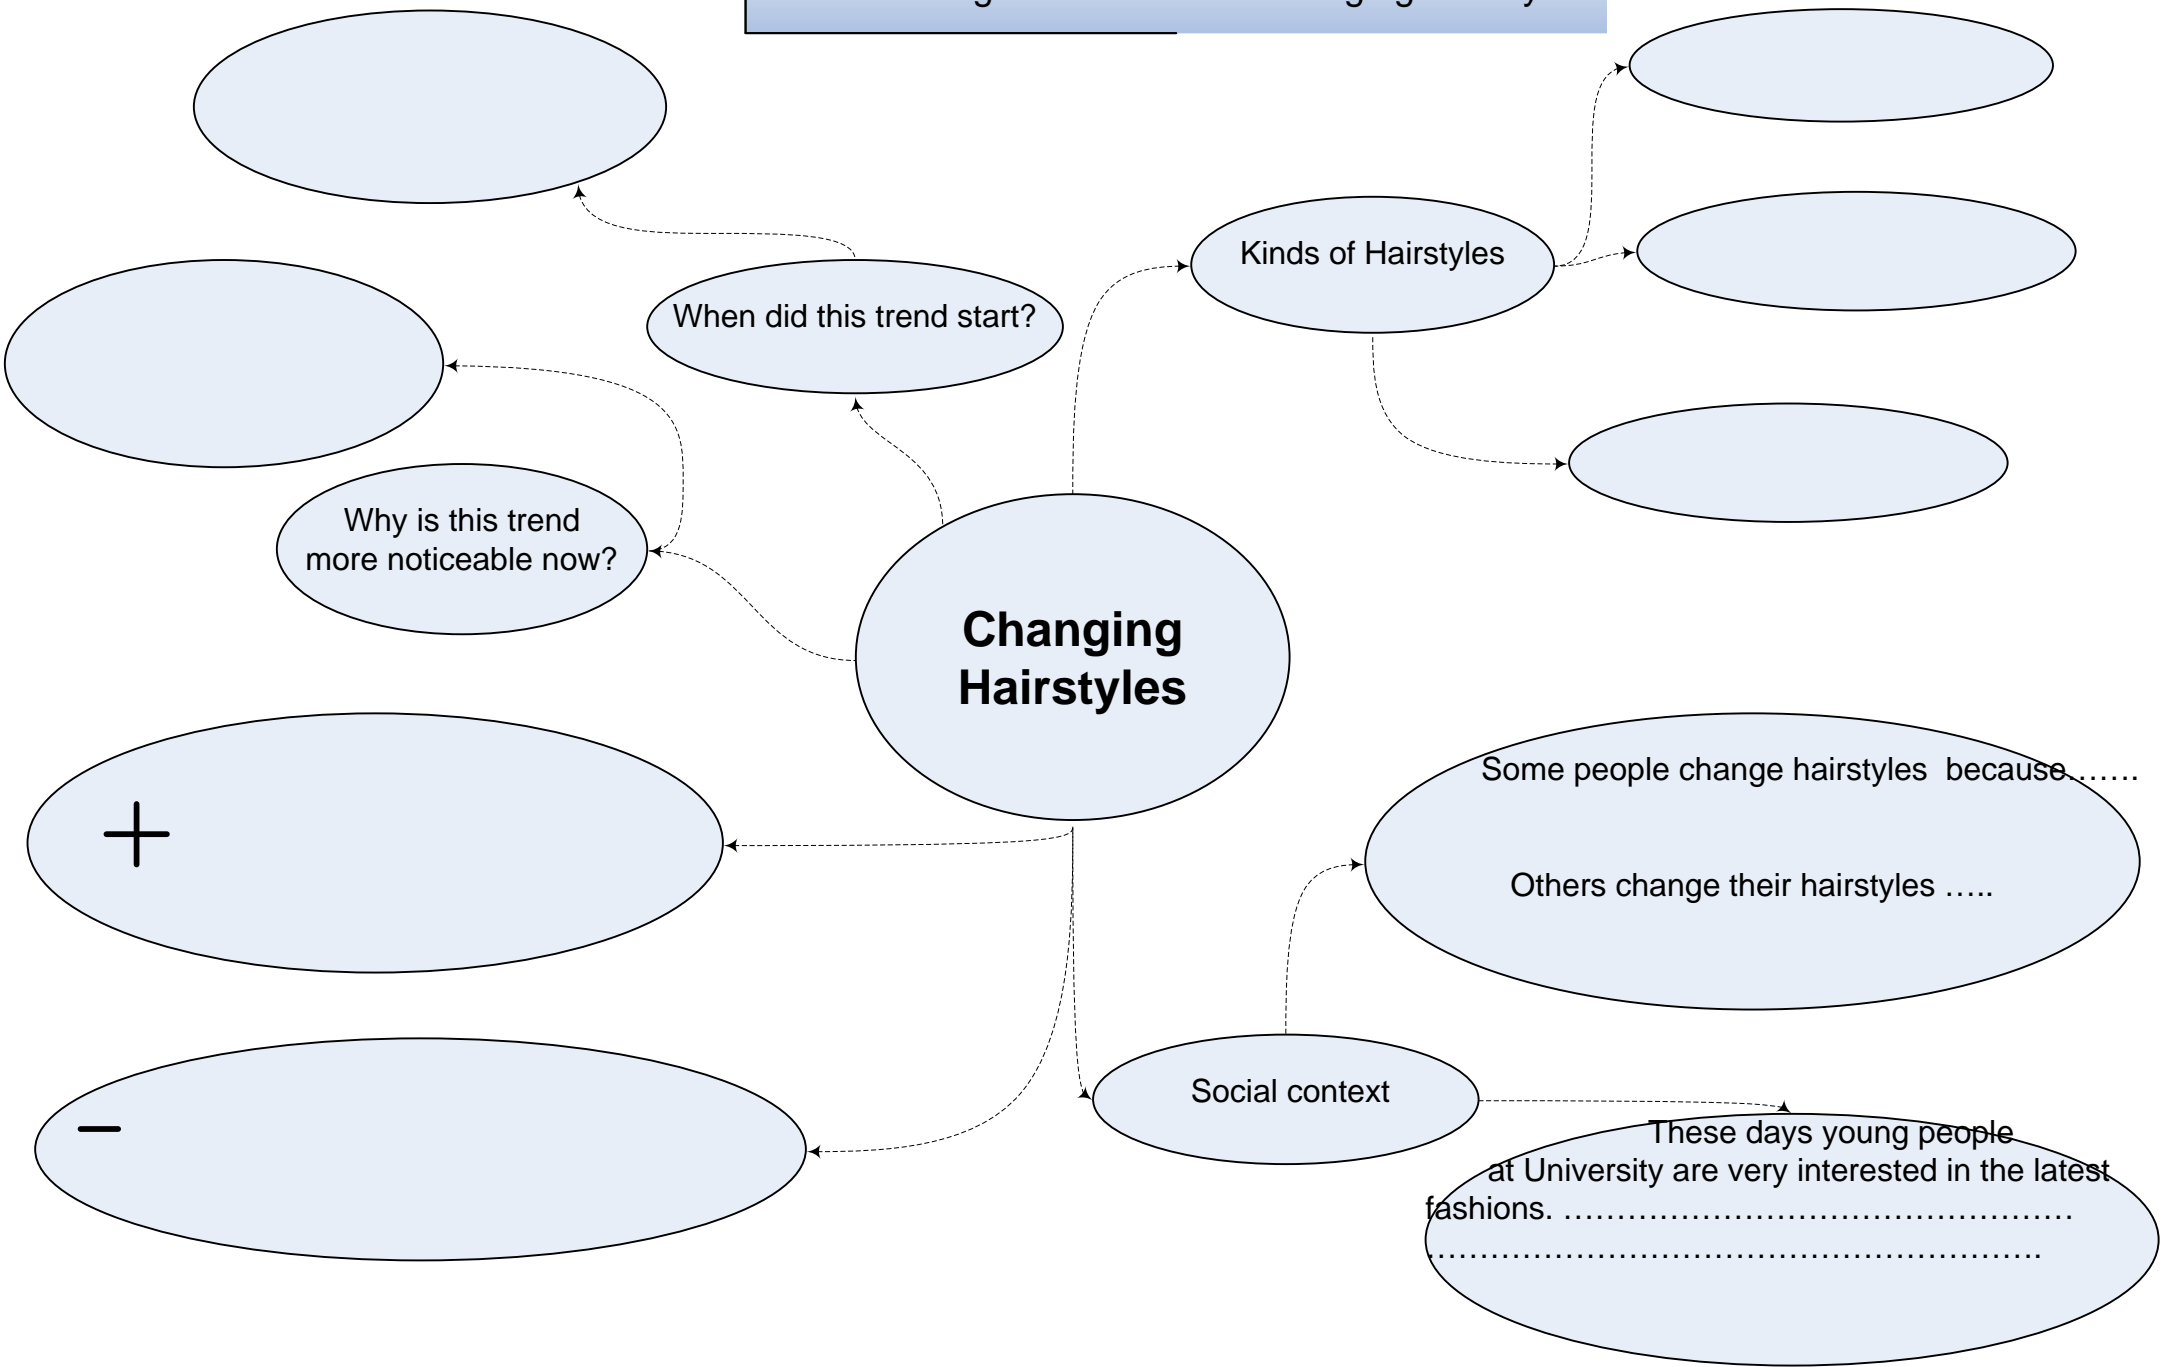 Kinds of Hairstyles
When did this trend start?
Why is this trend
more noticeable now?
Changing
Hairstyles
Some people change hairstyles because…….
Others change their hairstyles …..
+
–
Social context
These days young people
at University are very interested in the latest
fashions. …………………………………………
………………………………………………….